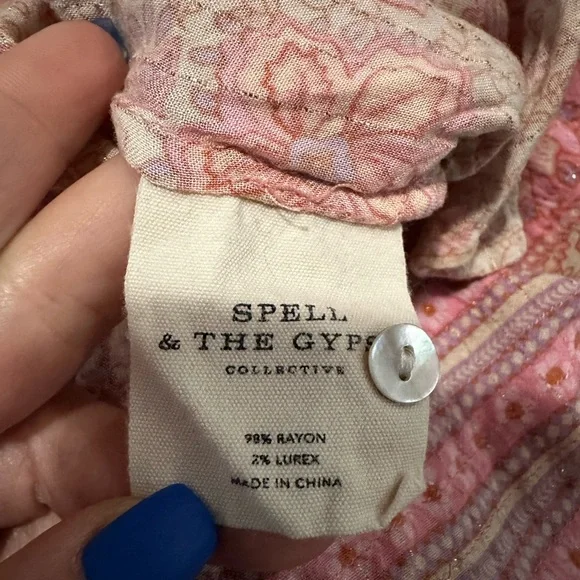 SPELL
& THE GYPS
COLLECTIVE
98% RAYON
2% LUREX
MADE IN CHINA